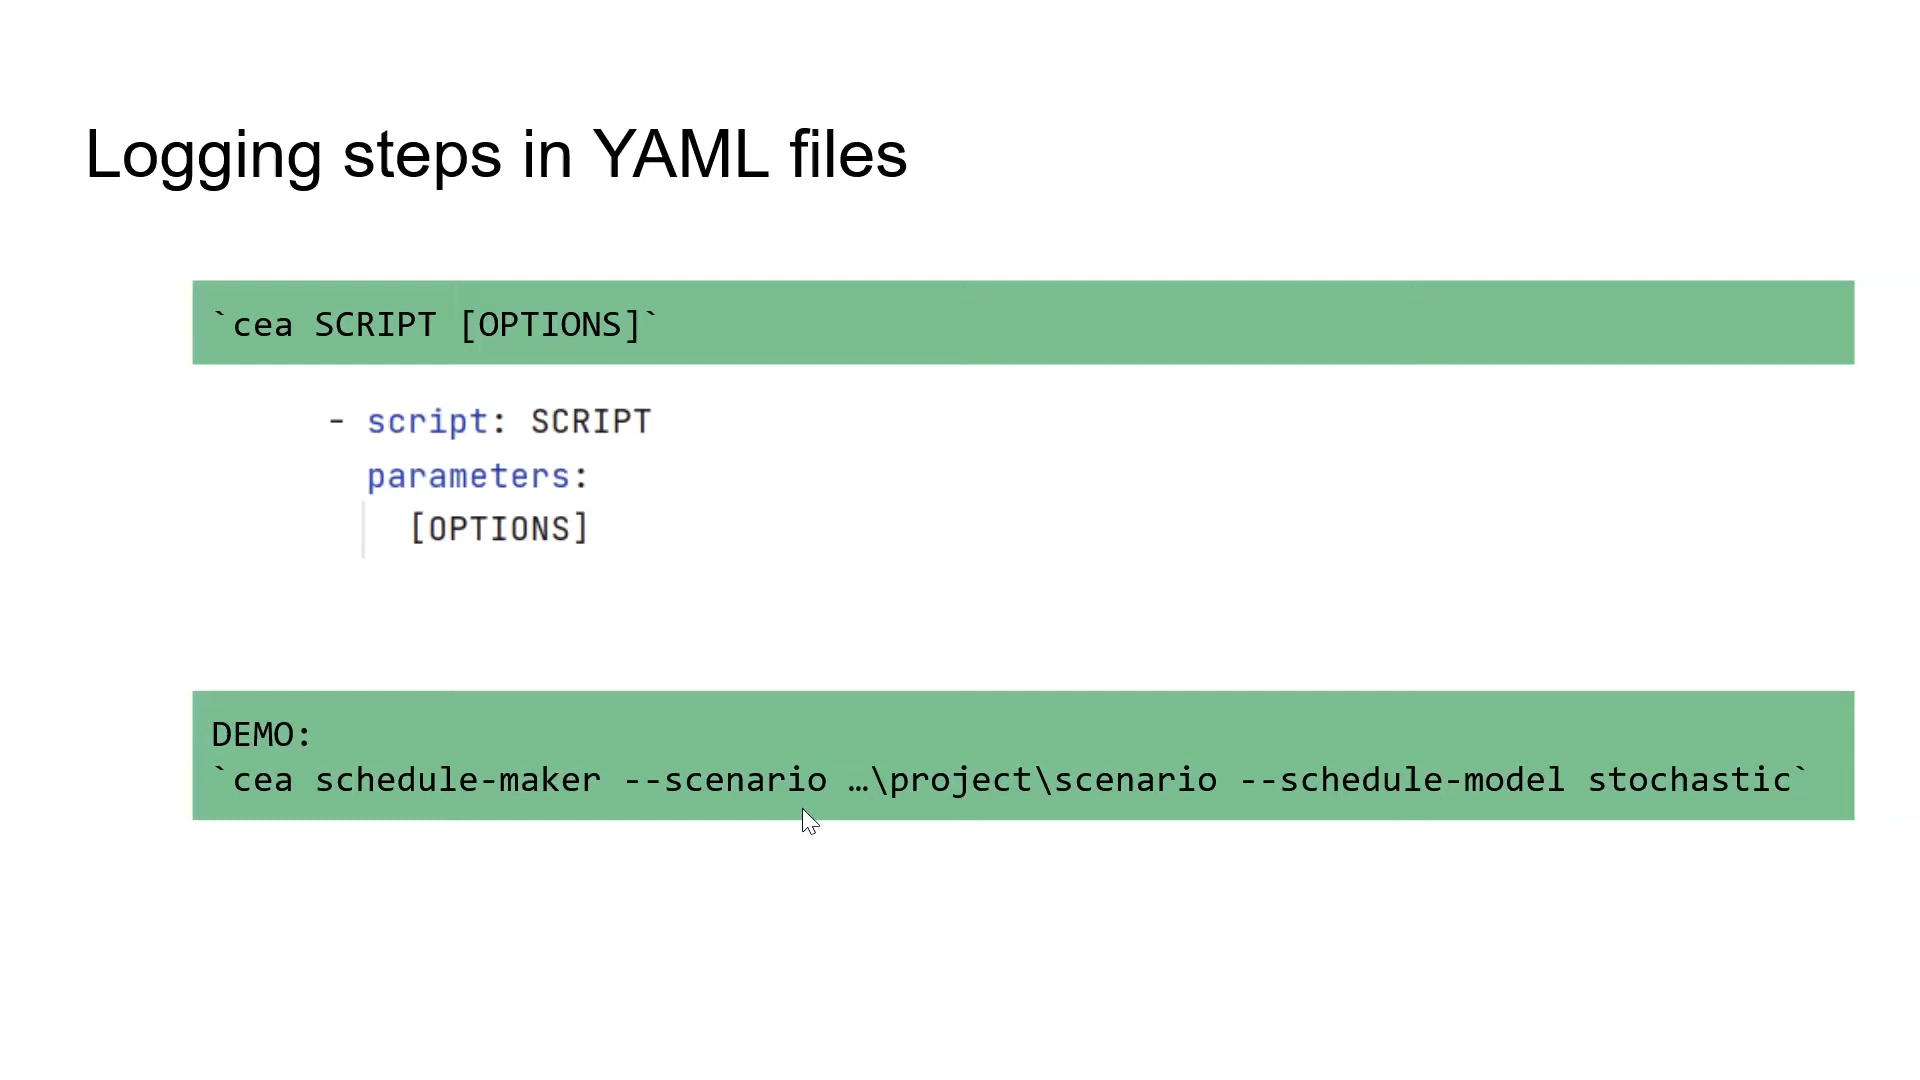 Logging steps in YAML files
`cea SCRIPT [OPTIONS]`
- script: SCRIPT
parameters:
[OPTIONS]
DEMO:
`cea schedule-maker --scenario …\project\scenario --schedule-model stochastic`